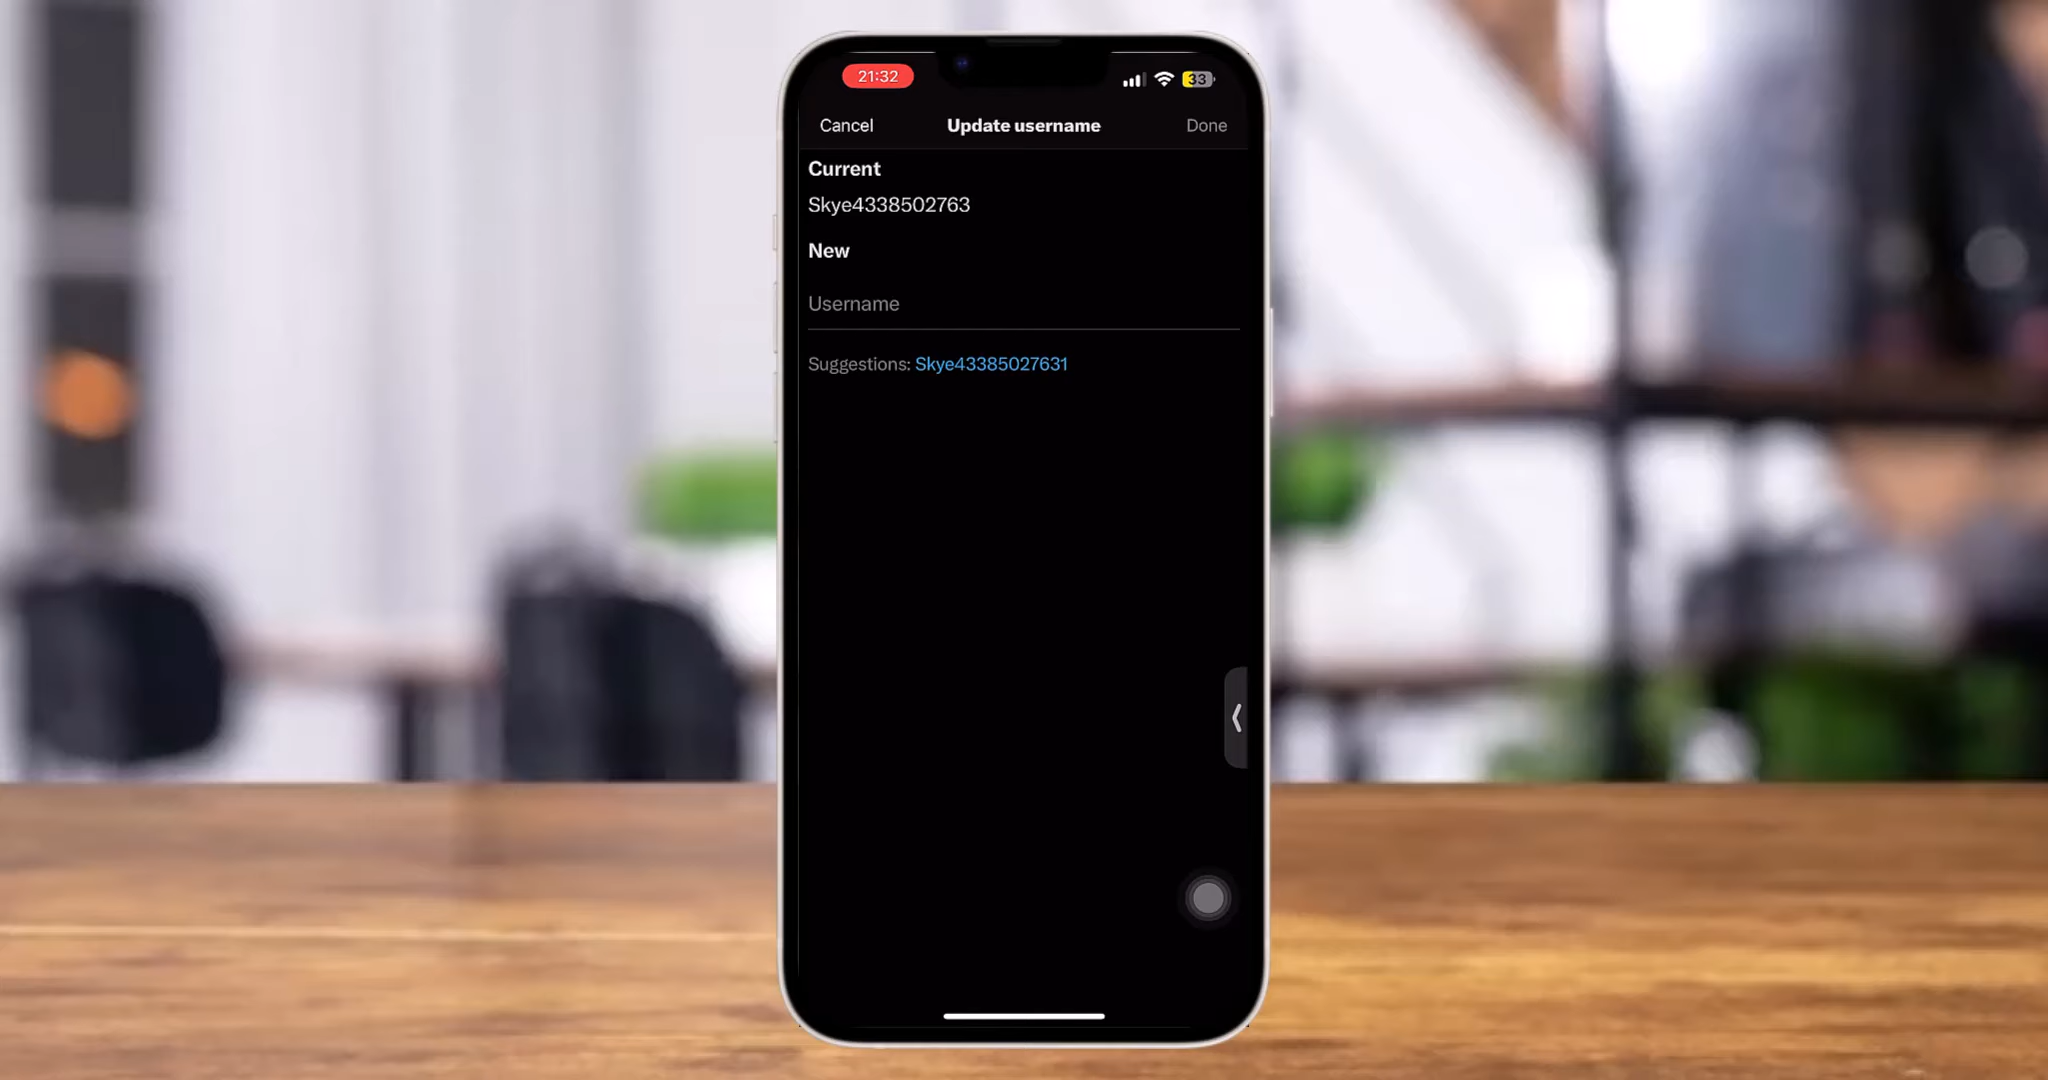 21:32
33
Cancel
Update username
Done
Current
Skye4338502763
New
Username
Suggestions: Skye43385027631